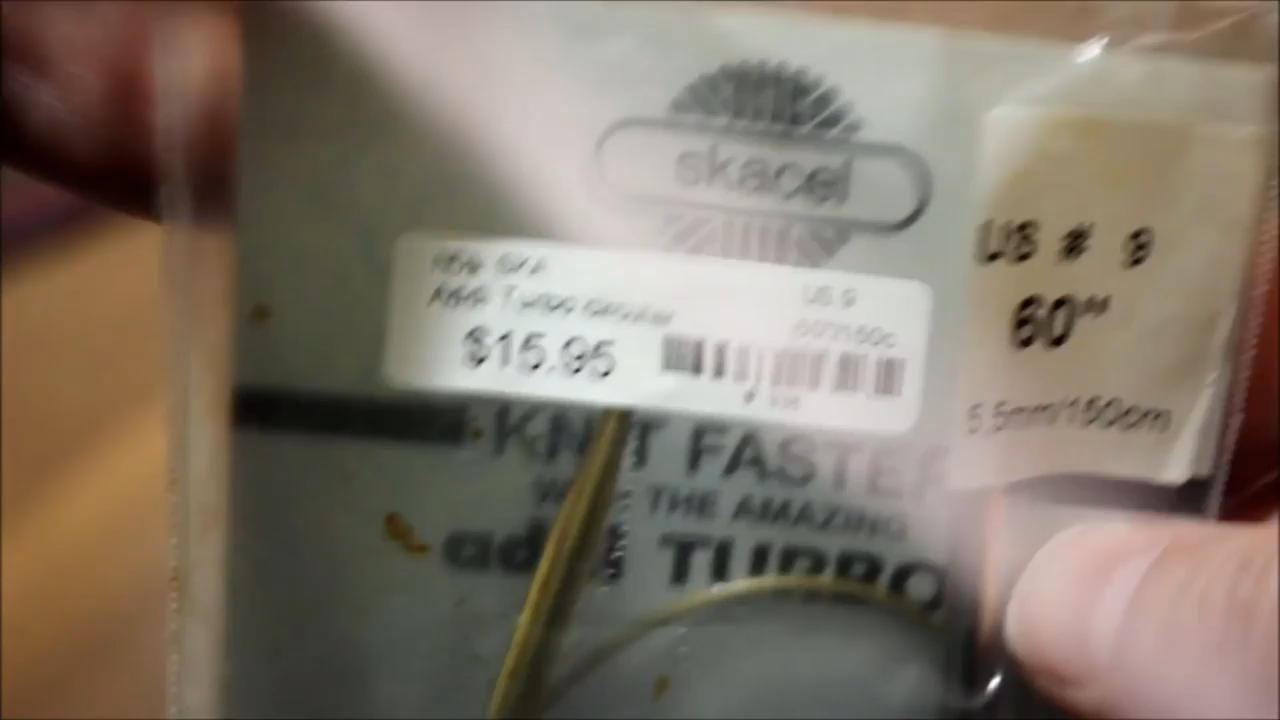 skacel
US # 9
60"
5.5mm/150cm
US 9
Turbo circular
$15.95
KNIT FASTER
THE AMAZING
addi TURBO